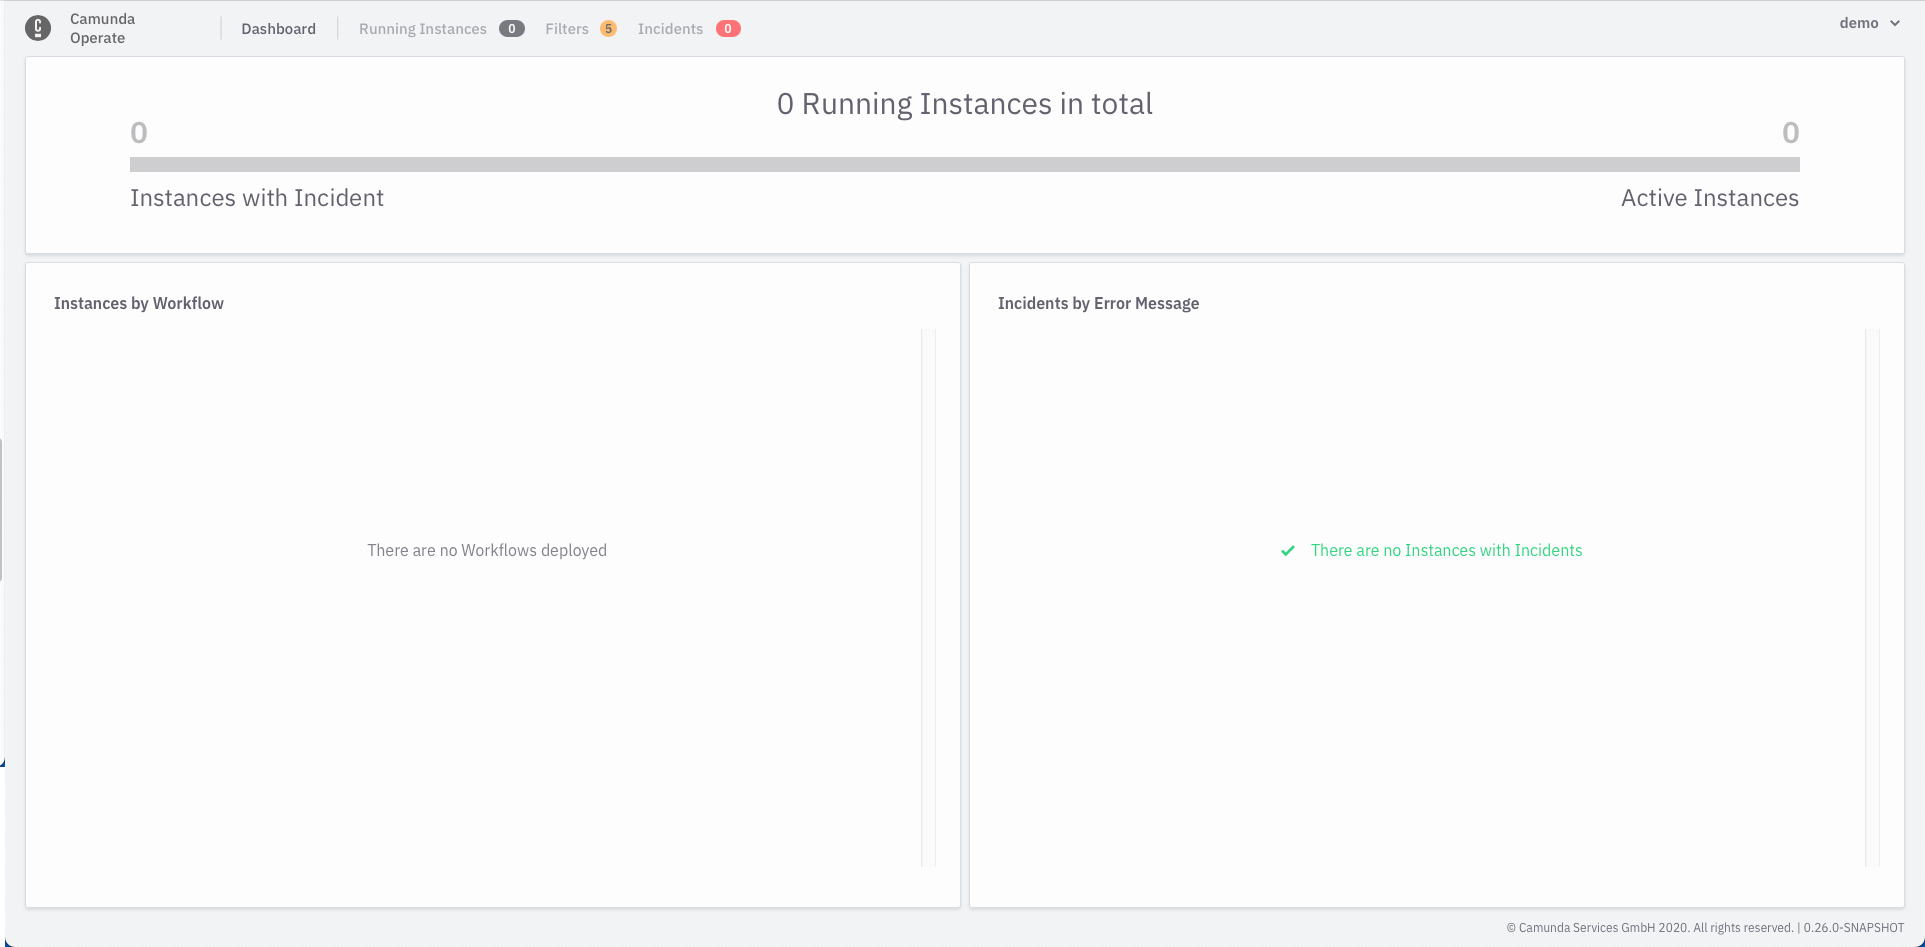 Camunda
Operate
Dashboard
Running Instances 0
Filters 5
Incidents 0
demo
0 Running Instances in total
0
0
Instances with Incident
Active Instances
Instances by Workflow
There are no Workflows deployed
Incidents by Error Message
There are no Instances with Incidents
© Camunda Services GmbH 2020. All rights reserved. | 0.26.0-SNAPSHOT